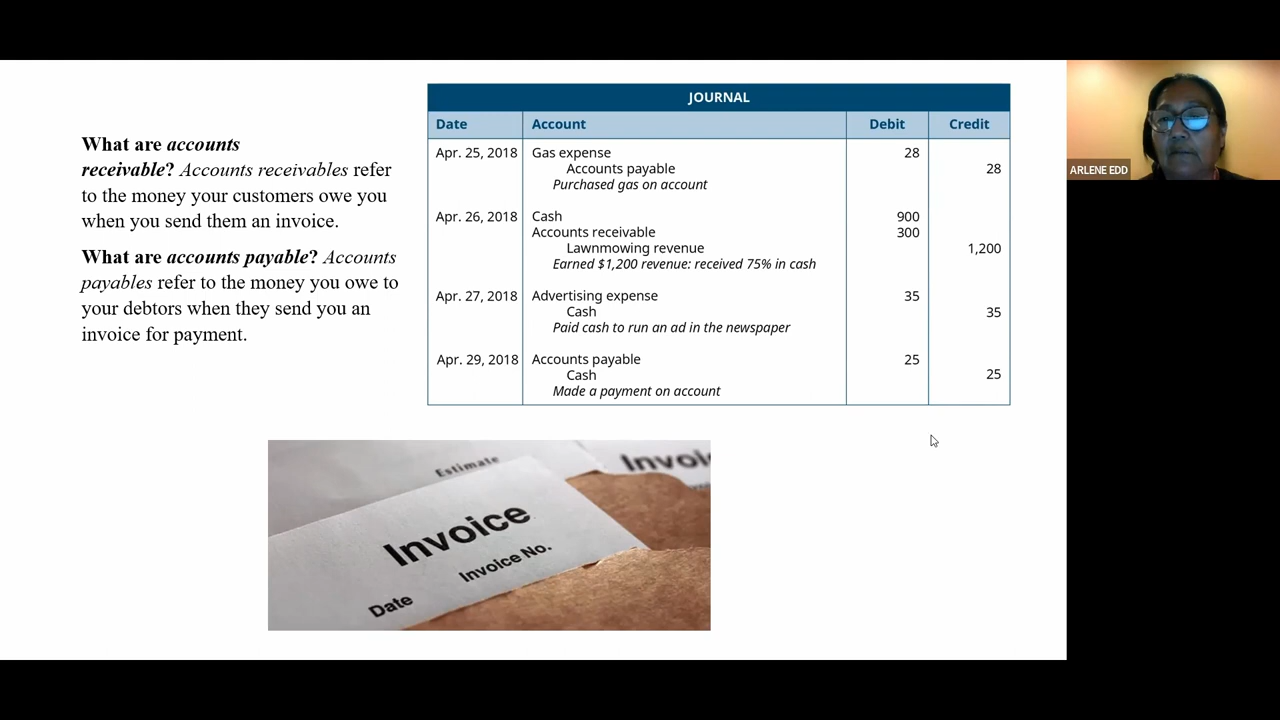 What are accounts
receivable? Accounts receivables refer
to the money your customers owe you
when you send them an invoice.
What are accounts payable? Accounts
payables refer to the money you owe to
your debtors when they send you an
invoice for payment.
JOURNAL
Date Account Debit Credit
Apr. 25, 2018 Gas expense 28
Accounts payable 28
Purchased gas on account
Apr. 26, 2018 Cash 900
Accounts receivable 300
Lawnmowing revenue 1,200
Earned $1,200 revenue: received 75% in cash
Apr. 27, 2018 Advertising expense 35
Cash 35
Paid cash to run an ad in the newspaper
Apr. 29, 2018 Accounts payable 25
Cash 25
Made a payment on account
Estimate
Invoice
Invoice No.
Date
ARLENE EDD